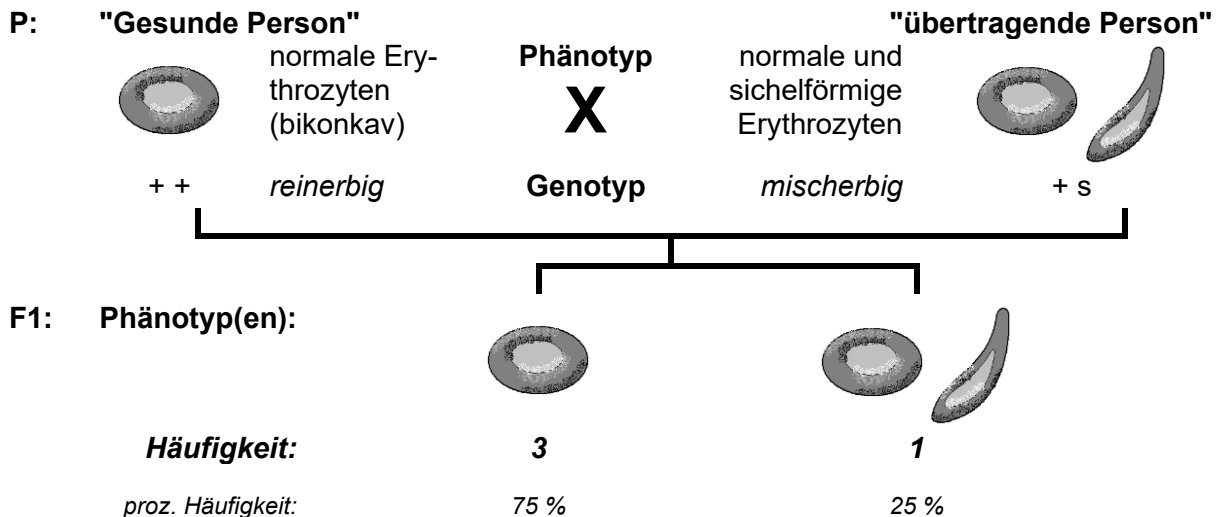 P: "Gesunde Person" "übertragende Person"
normale Ery- Phänotyp normale und
throzyten X sichelförmige
(bikonkav) Erythrozyten
+ + reinerbig Genotyp mischerbig + s
F1: Phänotyp(en):
Häufigkeit: 3 1
proz. Häufigkeit: 75 % 25 %